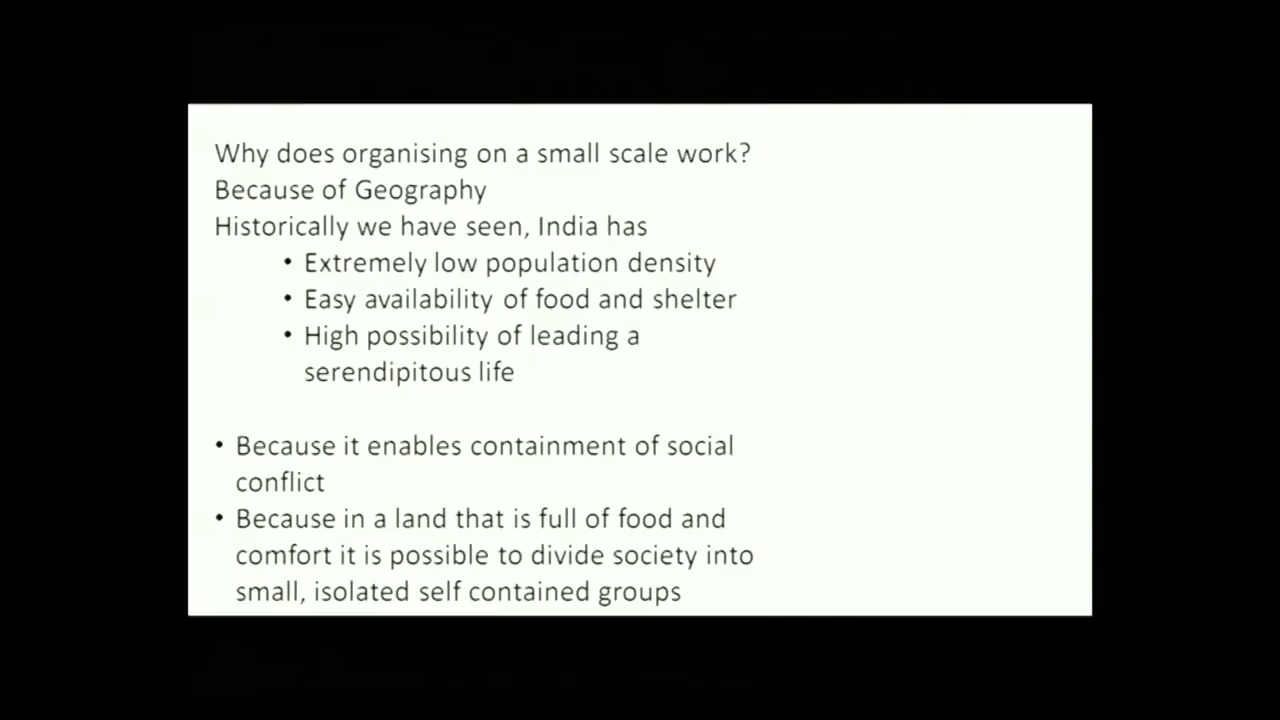 Why does organising on a small scale work?
Because of Geography
Historically we have seen, India has
• Extremely low population density
• Easy availability of food and shelter
• High possibility of leading a
serendipitous life
• Because it enables containment of social
conflict
• Because in a land that is full of food and
comfort it is possible to divide society into
small, isolated self contained groups